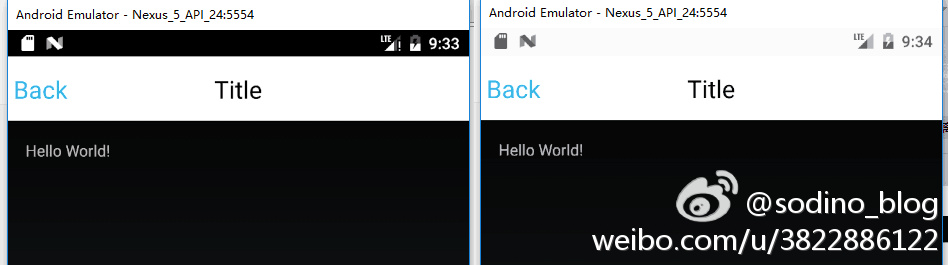 Android Emulator - Nexus_5_API_24:5554
LTE 9:33
Back Title
Hello World!
Android Emulator - Nexus_5_API_24:5554
LTE 9:34
Back Title
Hello World!
@sodino_blog
weibo.com/u/3822886122